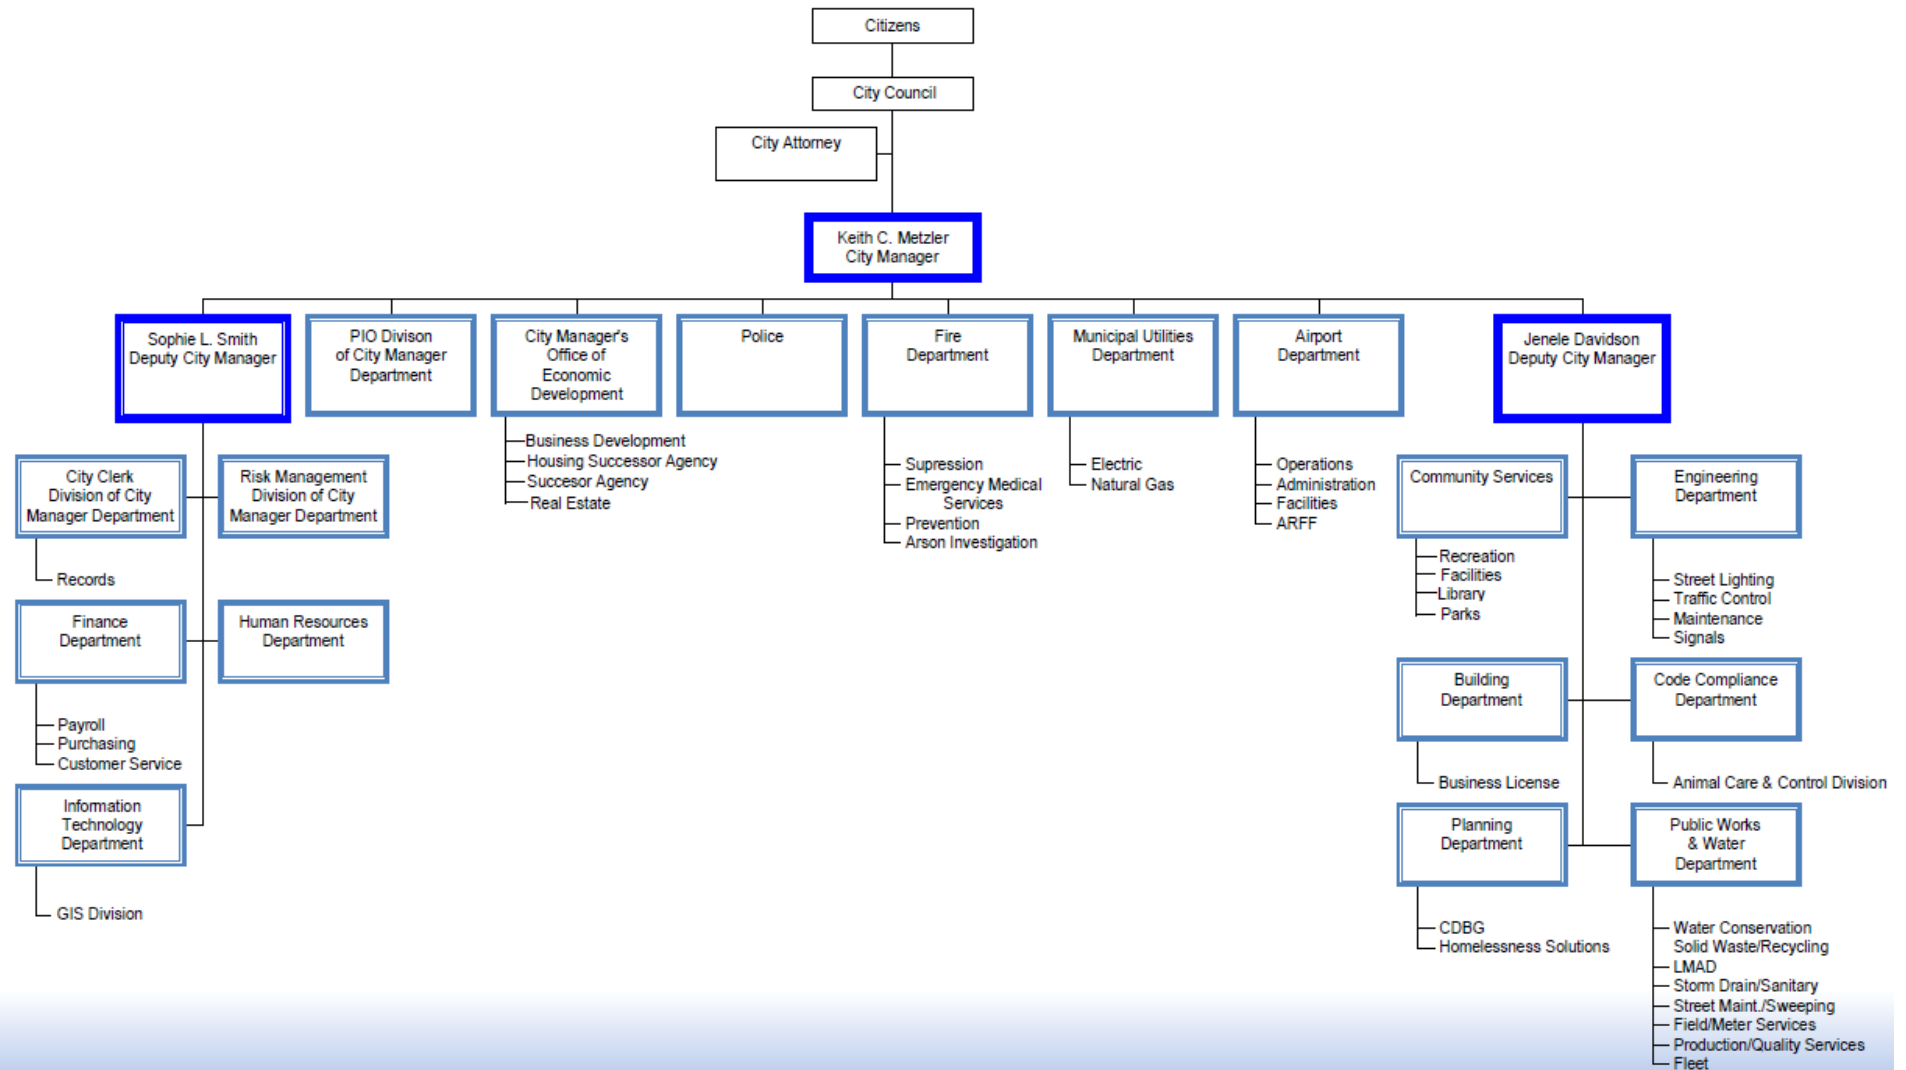 Citizens
City Council
City Attorney
Keith C. Metzler
City Manager
Sophie L. Smith
Deputy City Manager
PIO Divison
of City Manager
Department
City Manager's
Office of
Economic
Development
Police
Fire
Department
Municipal Utilities
Department
Airport
Department
Jenele Davidson
Deputy City Manager
Business Development
Housing Successor Agency
Succesor Agency
Real Estate
Supression
Emergency Medical
Services
Prevention
Arson Investigation
Electric
Natural Gas
Operations
Administration
Facilities
ARFF
City Clerk
Division of City
Manager Department
Risk Management
Division of City
Manager Department
Records
Finance
Department
Human Resources
Department
Payroll
Purchasing
Customer Service
Information
Technology
Department
GIS Division
Community Services
Engineering
Department
Recreation
Facilities
Library
Parks
Street Lighting
Traffic Control
Maintenance
Signals
Building
Department
Code Compliance
Department
Business License
Animal Care & Control Division
Planning
Department
Public Works
& Water
Department
CDBG
Homelessness Solutions
Water Conservation
Solid Waste/Recycling
LMAD
Storm Drain/Sanitary
Street Maint./Sweeping
Field/Meter Services
Production/Quality Services
Fleet